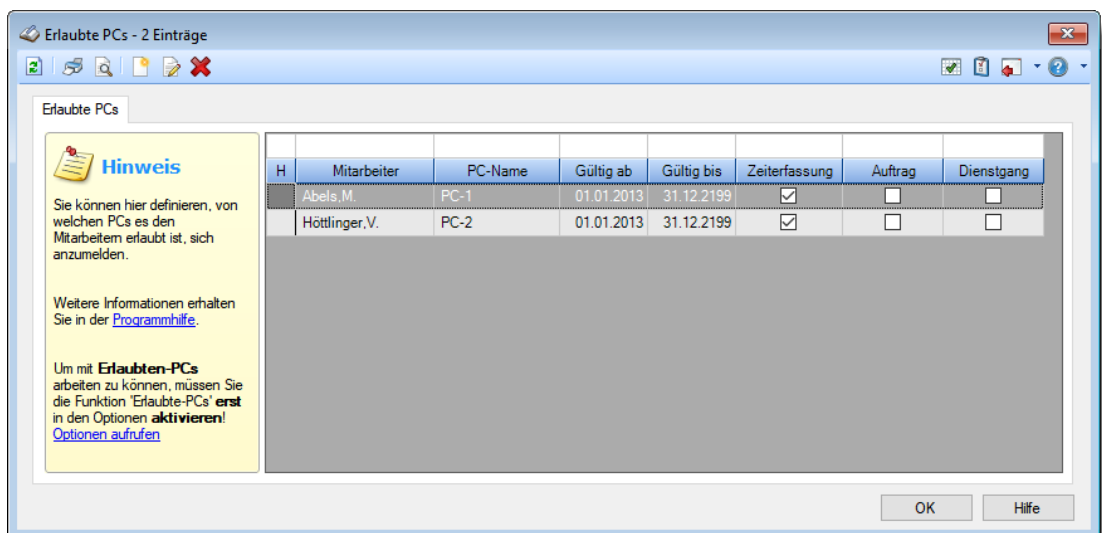 Erlaubte PCs - 2 Einträge
Erlaubte PCs
Hinweis
Sie können hier definieren, von
welchen PCs es den
Mitarbeitern erlaubt ist, sich
anzumelden.
Weitere Informationen erhalten
Sie in der Programmhilfe.
Um mit Erlaubten-PCs
arbeiten zu können, müssen Sie
die Funktion 'Erlaubte-PCs' erst
in den Optionen aktivieren!
Optionen aufrufen
H Mitarbeiter PC-Name Gültig ab Gültig bis Zeiterfassung Auftrag Dienstgang
Abels,M. PC-1 01.01.2013 31.12.2199
Höttlinger,V. PC-2 01.01.2013 31.12.2199
OK Hilfe